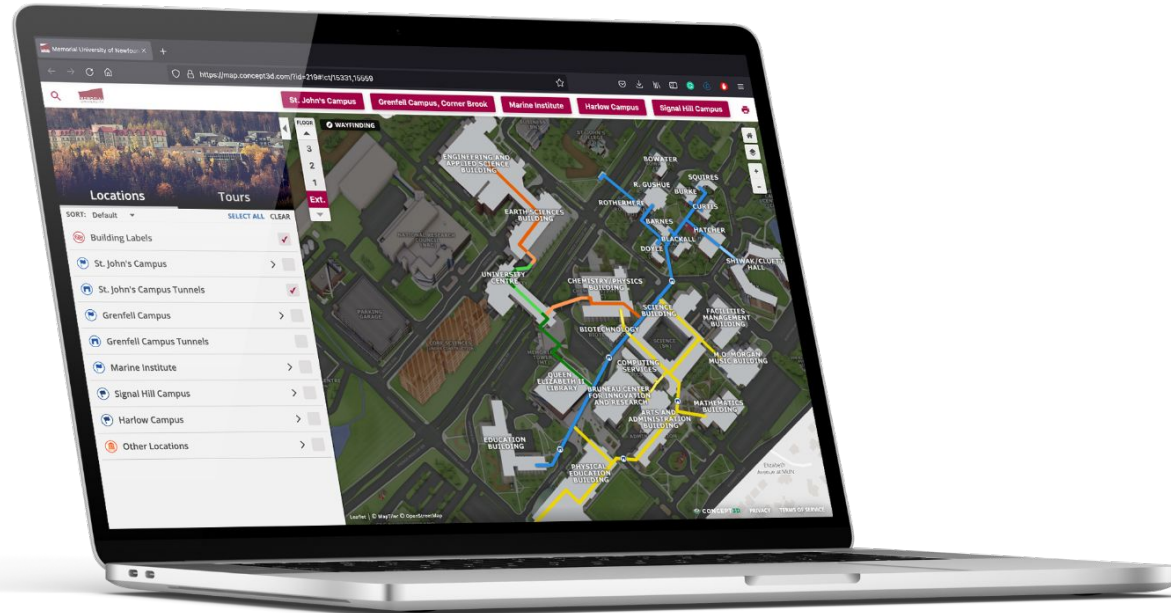 Memorial University of Newfoun
https://map.concept3d.com/?id=219#!ct/15331,15559
St. John's Campus
Grenfell Campus, Corner Brook
Marine Institute
Harlow Campus
Signal Hill Campus
FLOOR
3
2
1
Ext.
WAYFINDING
Locations
Tours
SORT: Default
SELECT ALL CLEAR
Building Labels
St. John's Campus
St. John's Campus Tunnels
Grenfell Campus
Grenfell Campus Tunnels
Marine Institute
Signal Hill Campus
Harlow Campus
Other Locations
ENGINEERING AND
APPLIED SCIENCE
BUILDING
EARTH SCIENCES
BUILDING
UNIVERSITY
CENTRE
CHEMISTRY/PHYSICS
BUILDING
BOWATER
R. GUSHUE
SQUIRES
BURKE
ROTHERMERE
CURTIS
BARNES
HATCHER
BLACKALL
DOYLE
SHIWAK/CLUETT
HALL
SCIENCE
BUILDING
FACILITIES
MANAGEMENT
BUILDING
BIOTECHNOLOGY
COMPUTING
SERVICES
M.O. MORGAN
MUSIC BUILDING
QUEEN
ELIZABETH II
LIBRARY
BRUNEAU CENTER
FOR INNOVATION
AND RESEARCH
MATHEMATICS
BUILDING
ARTS AND
ADMINISTRATION
BUILDING
EDUCATION
BUILDING
PHYSICAL
EDUCATION
BUILDING
PARKING
GARAGE
Elizabeth
Leaflet | © WayTfer © OpenStreetMap
CONCEPT3D PRIVACY TERMS OF SERVICE